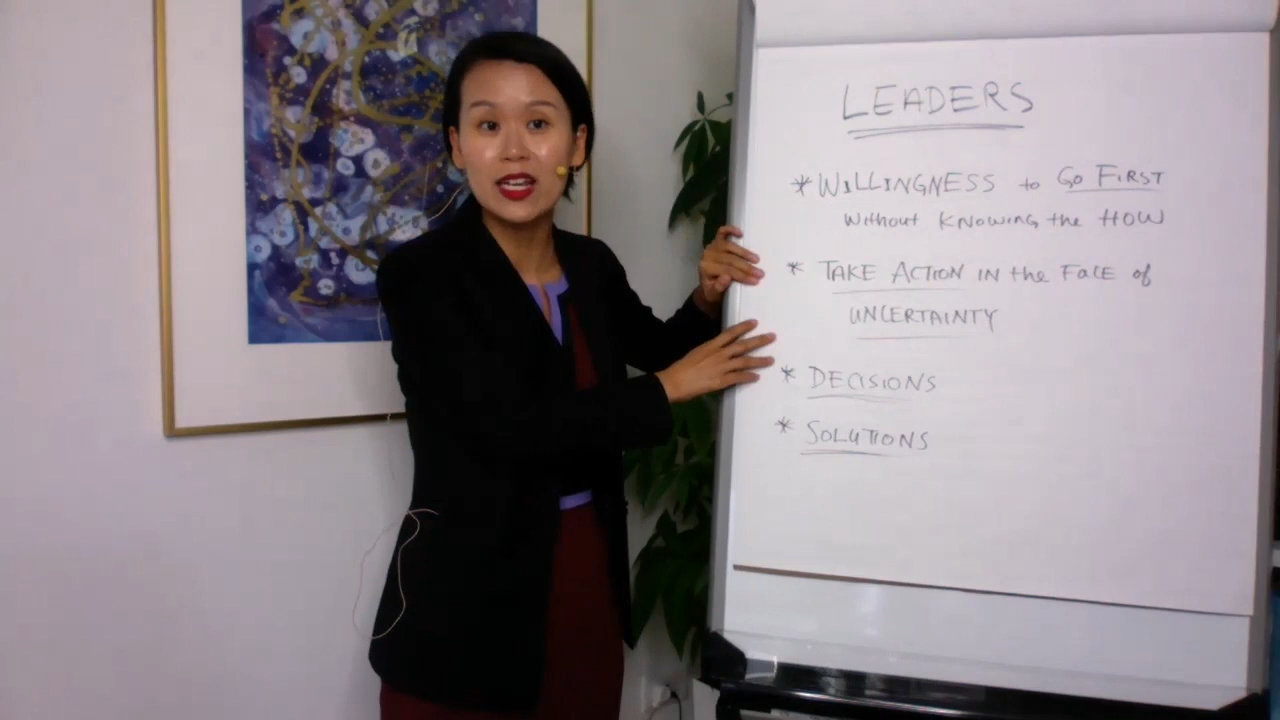 LEADERS
* WILLINGNESS to GO FIRST
without KNOWING the HOW
* TAKE ACTION IN the FACE of
UNCERTAINTY
* DECISIONS
* SOLUTIONS